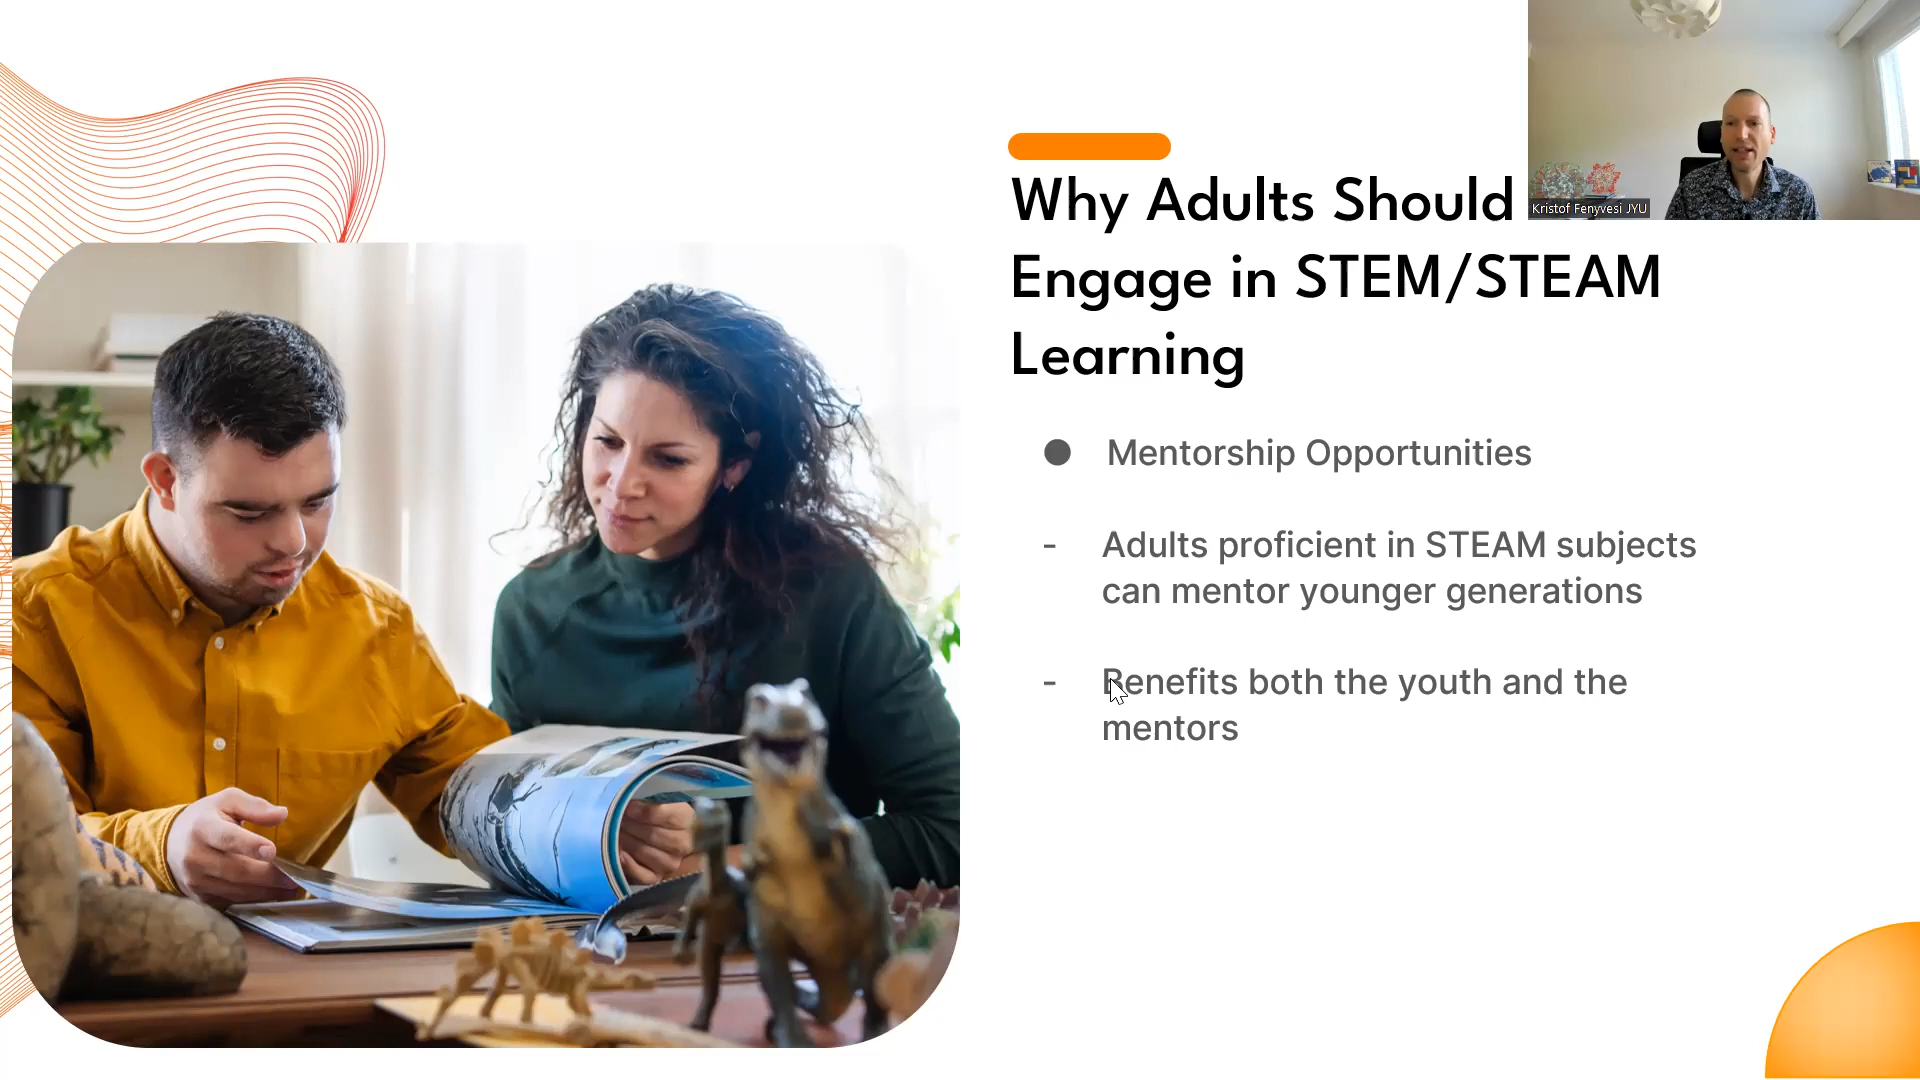 Why Adults Should
Engage in STEM/STEAM
Learning
● Mentorship Opportunities
- Adults proficient in STEAM subjects
can mentor younger generations
- Benefits both the youth and the
mentors
Kristof Fenyvesi JYU